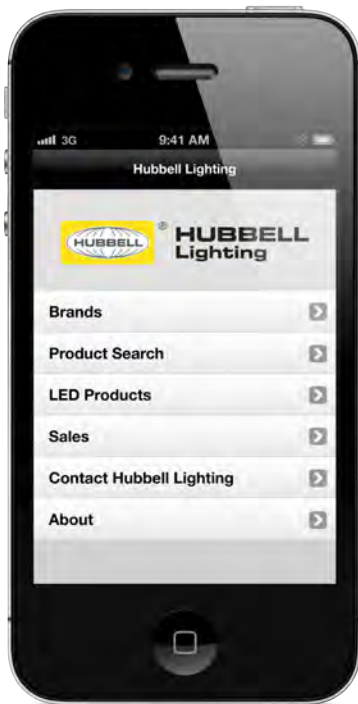 3G 9:41 AM
Hubbell Lighting
HUBBELL ® HUBBELL
Lighting
Brands
Product Search
LED Products
Sales
Contact Hubbell Lighting
About